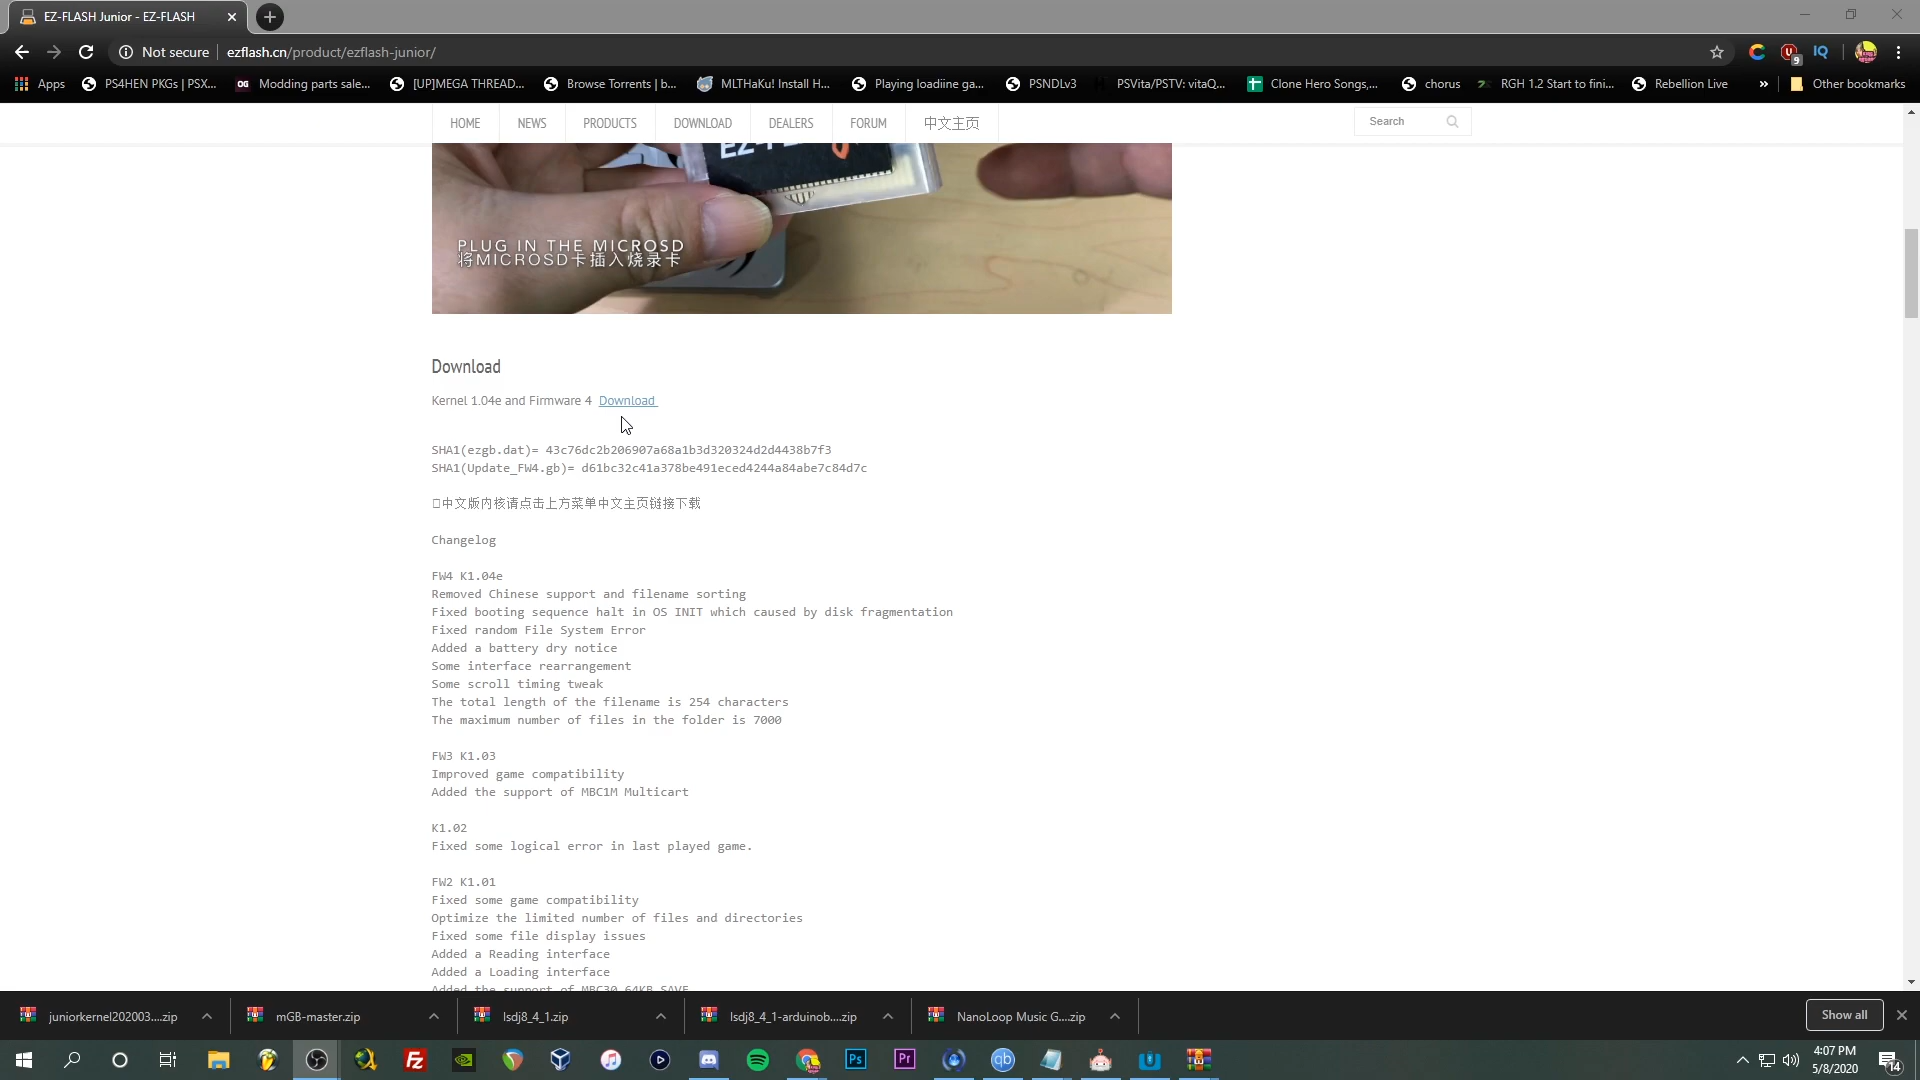 EZ-FLASH Junior - EZ-FLASH
Not secure
ezflash.cn/product/ezflash-junior/
9
Apps
PS4HEN PKGs | PSX...
Modding parts sale...
[UP]MEGA THREAD...
Browse Torrents | b...
MLTHaKu! Install H...
Playing loadiine ga...
PSNDLv3
PSVita/PSTV: vitaQ...
Clone Hero Songs,...
chorus
RGH 1.2 Start to fini...
Rebellion Live
»
Other bookmarks
HOME
NEWS
PRODUCTS
DOWNLOAD
DEALERS
FORUM
中文主页
Search
PLUG IN THE MICROSD
将MICROSD卡插入烧录卡
Download
Kernel 1.04e and Firmware 4 Download
SHA1(ezgb.dat)= 43c76dc2b206907a68a1b3d320324d2d4438b7f3
SHA1(Update_FW4.gb)= d61bc32c41a378be491eced4244a84abe7c84d7c
中文版内核请点击上方菜单中文主页链接下载
Changelog
FW4 K1.04e
Removed Chinese support and filename sorting
Fixed booting sequence halt in OS INIT which caused by disk fragmentation
Fixed random File System Error
Added a battery dry notice
Some interface rearrangement
Some scroll timing tweak
The total length of the filename is 254 characters
The maximum number of files in the folder is 7000
FW3 K1.03
Improved game compatibility
Added the support of MBC1M Multicart
K1.02
Fixed some logical error in last played game.
FW2 K1.01
Fixed some game compatibility
Optimize the limited number of files and directories
Fixed some file display issues
Added a Reading interface
Added a Loading interface
Added the support of MBC30 64KB SAVE
juniorkernel202003....zip
mGB-master.zip
lsdj8_4_1.zip
lsdj8_4_1-arduinob....zip
NanoLoop Music G....zip
Show all
4:07 PM
5/8/2020
14